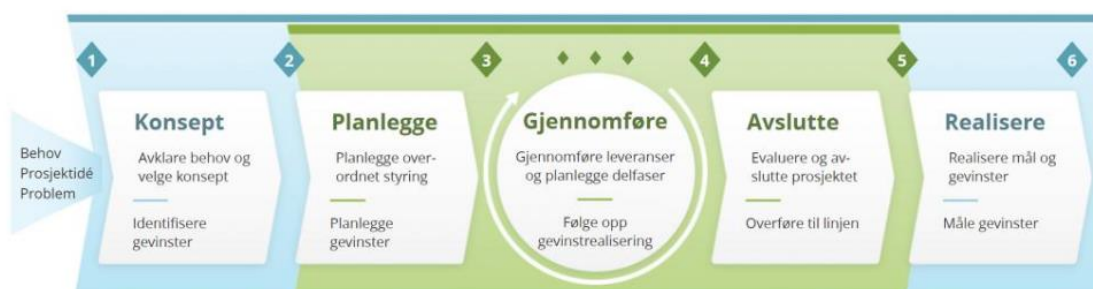 1
2
3
4
5
6
Behov
Prosjektidé
Problem
Konsept
Avklare behov og
velge konsept
Identifisere
gevinster
Planlegge
Planlegge over-
ordnet styring
Planlegge
gevinster
Gjennomføre
Gjennomføre leveranser
og planlegge delfaser
Følge opp
gevinstrealisering
Avslutte
Evaluere og av-
slutte prosjektet
Overføre til linjen
Realisere
Realisere mål og
gevinster
Måle gevinster